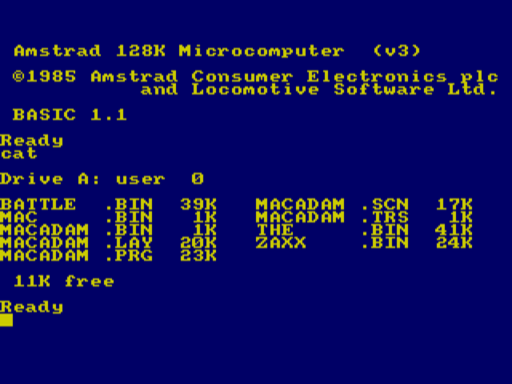 Amstrad 128K Microcomputer  (v3)
©1985 Amstrad Consumer Electronics plc
and Locomotive Software Ltd.
BASIC 1.1
Ready
cat
Drive A: user  0
BATTLE  .BIN  39K   MACADAM .SCN  17K
MAC     .BIN   1K   MACADAM .TRS   1K
MACADAM .BIN   1K   THE     .BIN  41K
MACADAM .LAY  20K   ZAXX    .BIN  24K
MACADAM .PRG  23K
11K free
Ready